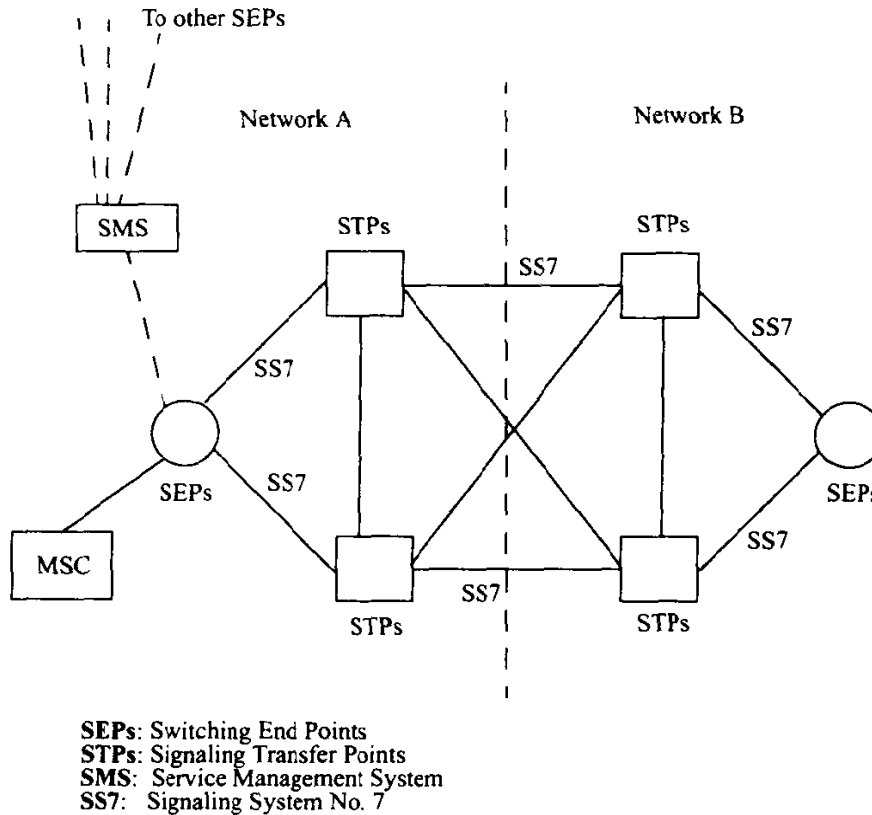 To other SEPs
Network A
Network B
SMS
STPs
STPs
SS7
SS7
SS7
SS7
SEPs
SEPs
SS7
MSC
SS7
STPs
STPs
SEPs: Switching End Points
STPs: Signaling Transfer Points
SMS: Service Management System
SS7: Signaling System No. 7